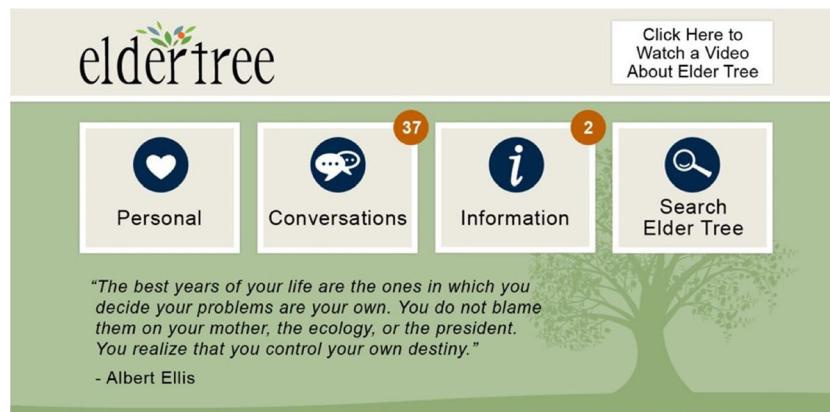 eldertree
Click Here to
Watch a Video
About Elder Tree
37
2
Personal
Conversations
Information
Search
Elder Tree
“The best years of your life are the ones in which you
decide your problems are your own. You do not blame
them on your mother, the ecology, or the president.
You realize that you control your own destiny.”
- Albert Ellis